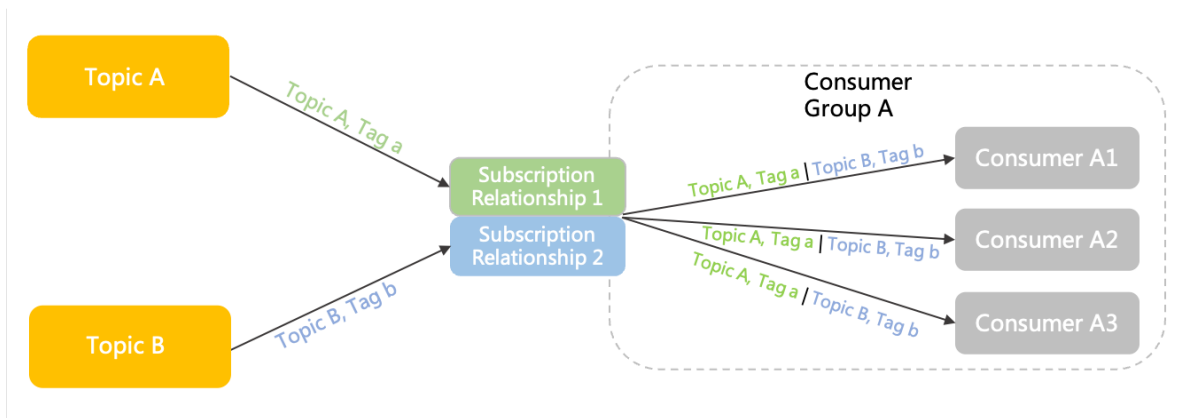 Topic A
Topic A, Tag a
Subscription
Relationship 1
Subscription
Relationship 2
Topic B, Tag b
Topic B
Consumer
Group A
Topic A, Tag a | Topic B, Tag b
Consumer A1
Topic A, Tag a | Topic B, Tag b
Consumer A2
Topic A, Tag a | Topic B, Tag b
Consumer A3